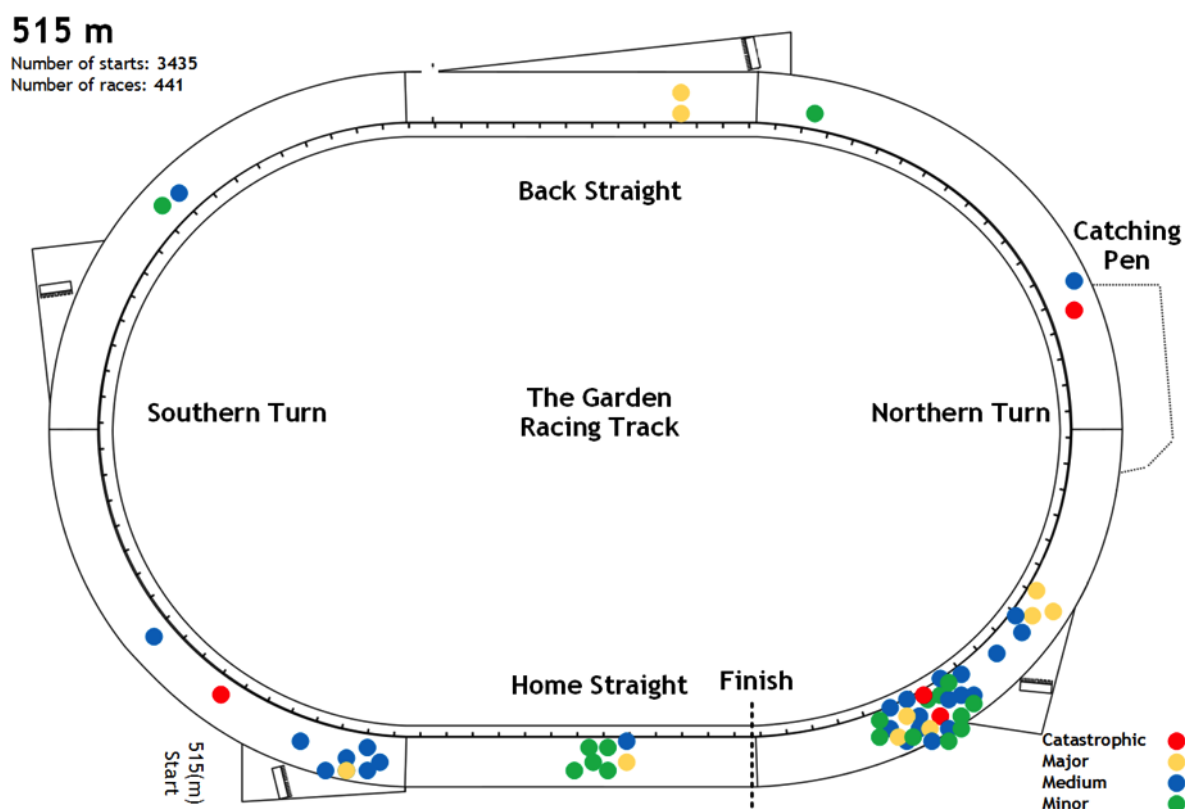 515 m
Number of starts: 3435
Number of races: 441
Back Straight
Catching
Pen
Southern Turn
The Garden
Racing Track
Northern Turn
Home Straight
Finish
515(m)
Start
Catastrophic
Major
Medium
Minor